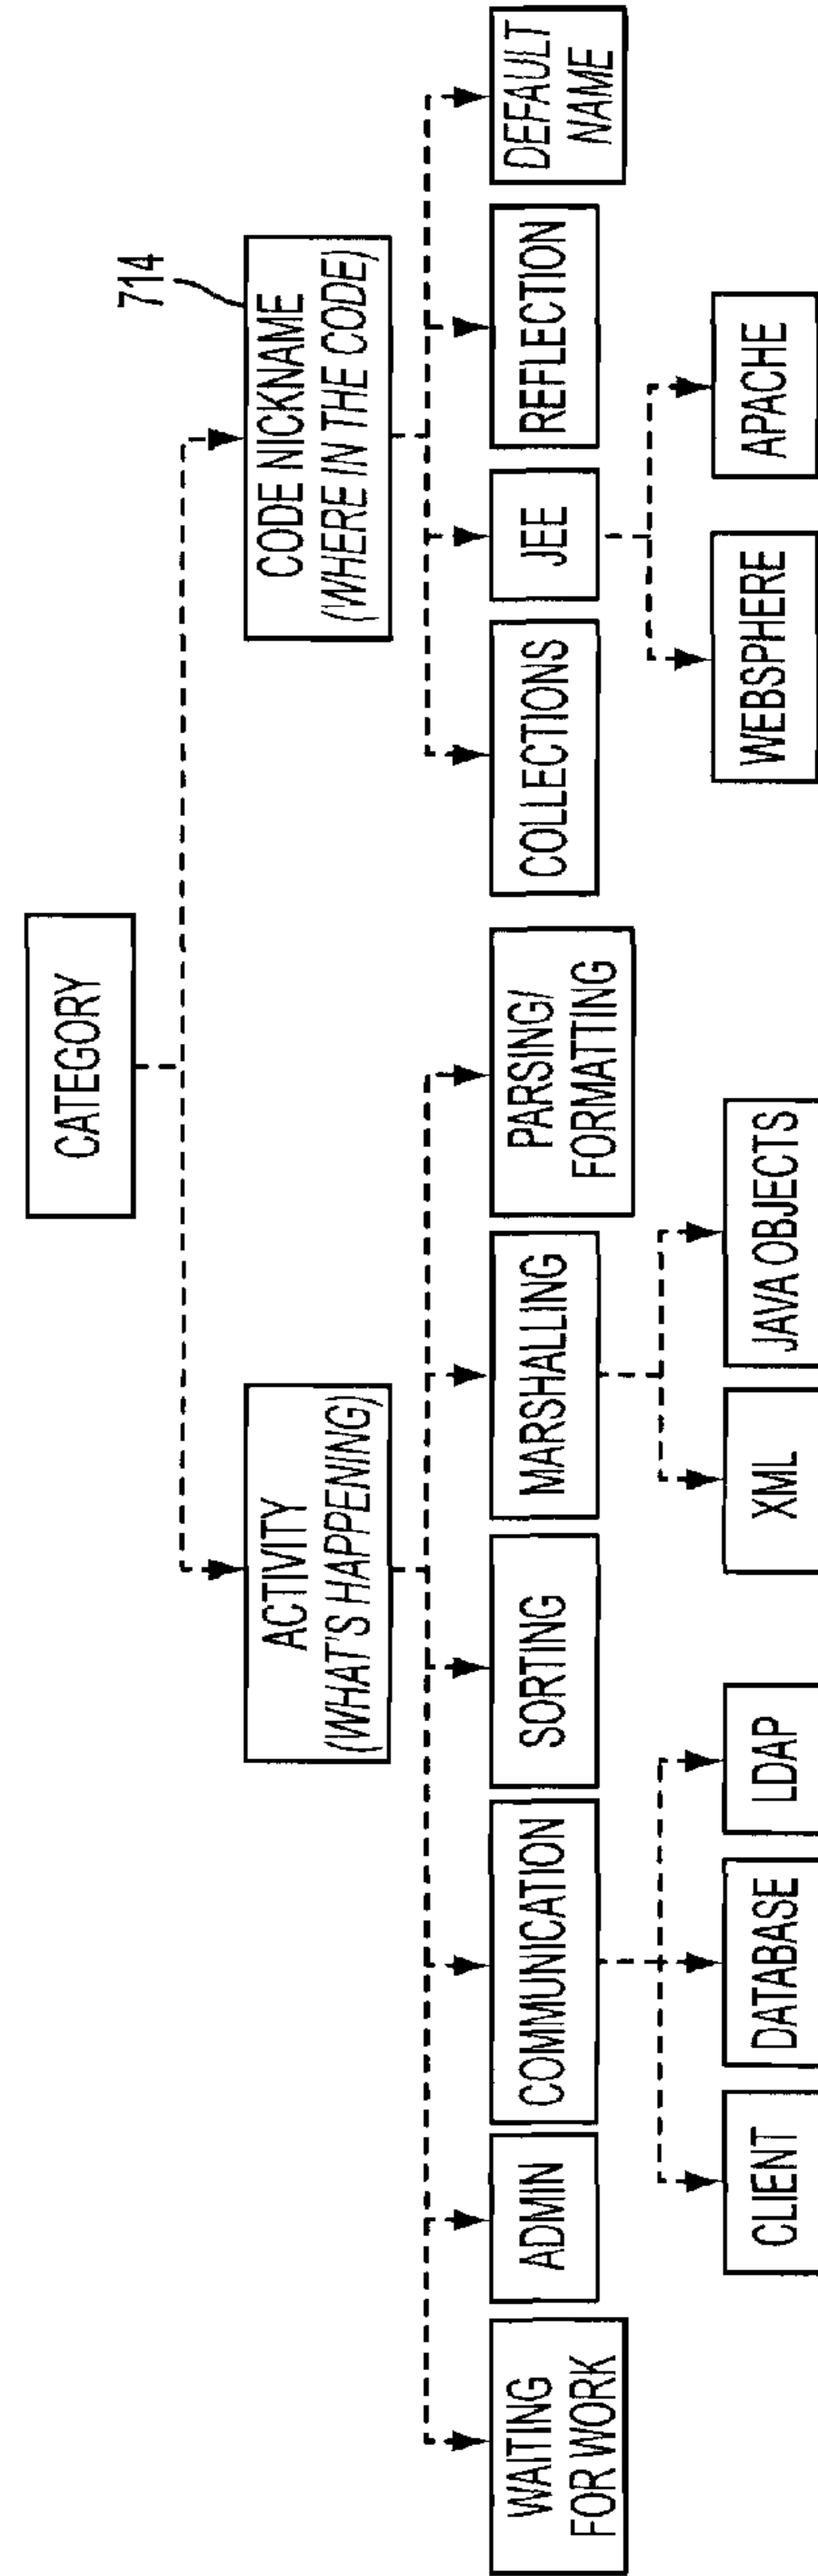 CATEGORY
714
ACTIVITY
(WHAT'S HAPPENING)
CODE NICKNAME
(WHERE IN THE CODE)
WAITING
FOR WORK
ADMIN
COMMUNICATION
SORTING
MARSHALLING
PARSING/
FORMATTING
COLLECTIONS
JEE
REFLECTION
DEFAULT
NAME
CLIENT
DATABASE
LDAP
XML
JAVA OBJECTS
WEBSPHERE
APACHE